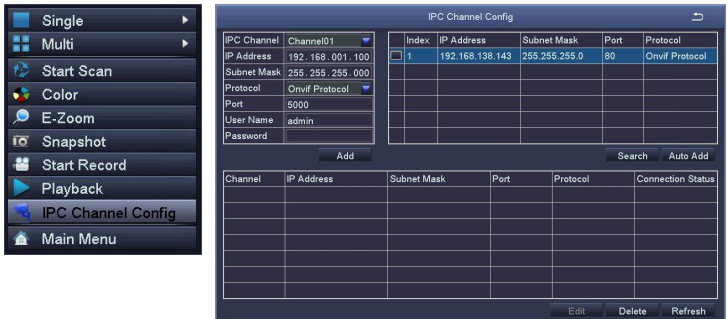 Single
Multi
Start Scan
Color
E-Zoom
Snapshot
Start Record
Playback
IPC Channel Config
Main Menu
IPC Channel Config
IPC Channel Channel01
IP Address 192.168.001.100
Subnet Mask 255.255.255.000
Protocol Onvif Protocol
Port 5000
User Name admin
Password
Add
Index IP Address Subnet Mask Port Protocol
1 192.168.138.143 255.255.255.0 80 Onvif Protocol
Search Auto Add
Channel IP Address Subnet Mask Port Protocol Connection Status
Edit Delete Refresh